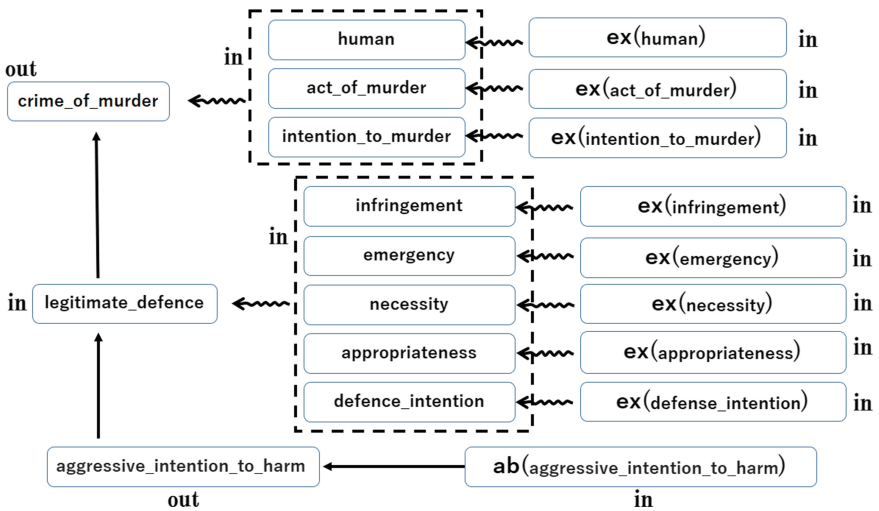 out
crime_of_murder
in
human
act_of_murder
intention_to_murder
ex(human)
in
ex(act_of_murder)
in
ex(intention_to_murder)
in
in
legitimate_defence
in
infringement
emergency
necessity
appropriateness
defence_intention
ex(infringement)
in
ex(emergency)
in
ex(necessity)
in
ex(appropriateness)
in
ex(defense_intention)
in
aggressive_intention_to_harm
out
ab(aggressive_intention_to_harm)
in